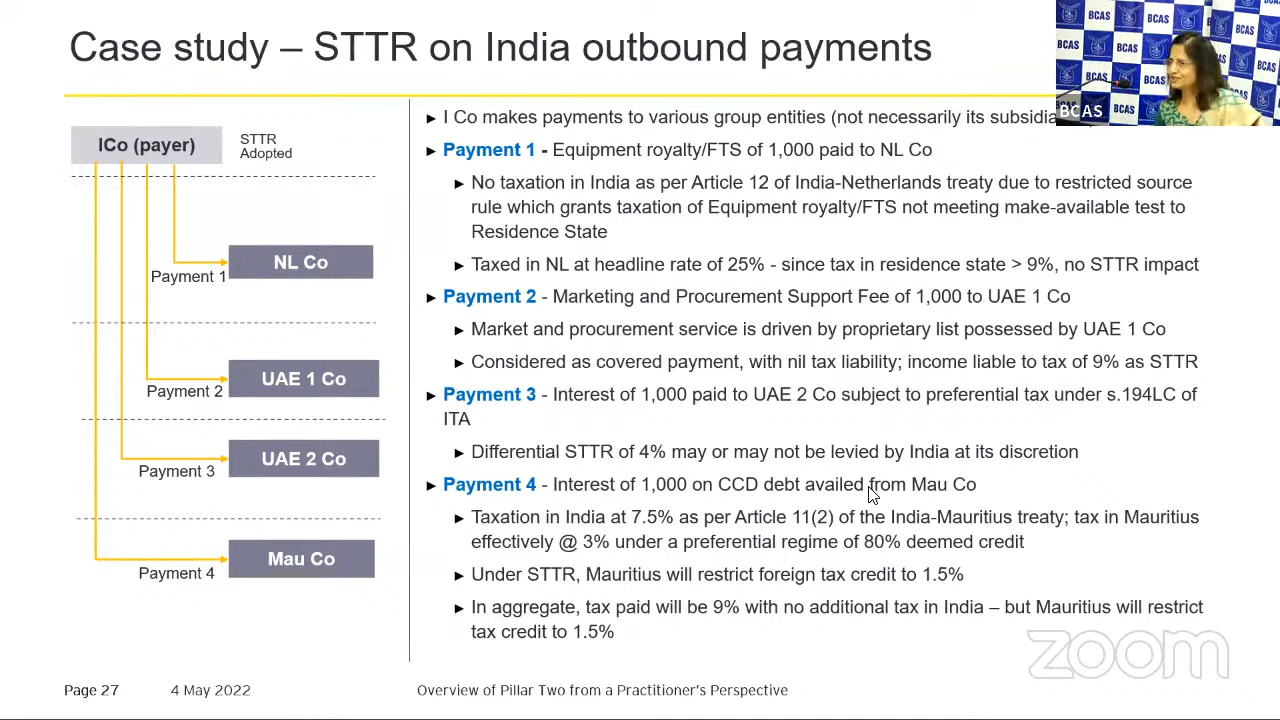 Case study – STTR on India outbound payments
BCAS
BCAS
BCAS
BCAS
BCAS
BCAS
BCAS
BCAS
BCAS
ICo (payer)
STTR
Adopted
Payment 1
NL Co
Payment 2
UAE 1 Co
Payment 3
UAE 2 Co
Payment 4
Mau Co
► I Co makes payments to various group entities (not necessarily its
► Payment 1 - Equipment royalty/FTS of 1,000 paid to NL Co
► No taxation in India as per Article 12 of India-Netherlands treaty due to restricted source
rule which grants taxation of Equipment royalty/FTS not meeting make-available test to
Residence State
► Taxed in NL at headline rate of 25% - since tax in residence state > 9%, no STTR impact
► Payment 2 - Marketing and Procurement Support Fee of 1,000 to UAE 1 Co
► Market and procurement service is driven by proprietary list possessed by UAE 1 Co
► Considered as covered payment, with nil tax liability; income liable to tax of 9% as STTR
► Payment 3 - Interest of 1,000 paid to UAE 2 Co subject to preferential tax under s.194LC of
ITA
► Differential STTR of 4% may or may not be levied by India at its discretion
► Payment 4 - Interest of 1,000 on CCD debt availed from Mau Co
► Taxation in India at 7.5% as per Article 11(2) of the India-Mauritius treaty; tax in Mauritius
effectively @ 3% under a preferential regime of 80% deemed credit
► Under STTR, Mauritius will restrict foreign tax credit to 1.5%
► In aggregate, tax paid will be 9% with no additional tax in India – but Mauritius will restrict
tax credit to 1.5%
zoom
Page 27
4 May 2022
Overview of Pillar Two from a Practitioner's Perspective